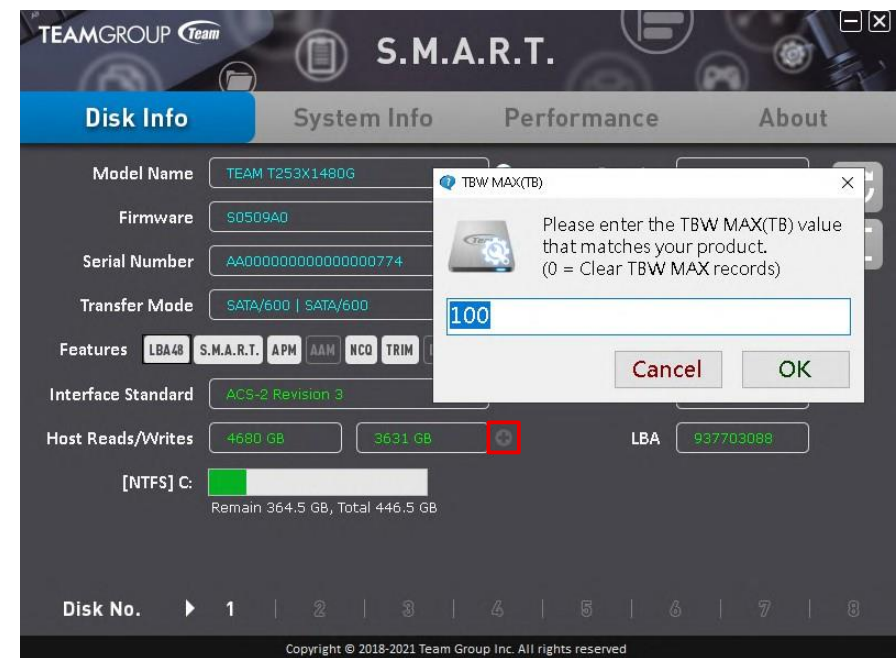 TEAMGROUP Team
S.M.A.R.T.
Disk Info System Info Performance About
Model Name TEAM T253X1480G
Firmware S0509A0
Serial Number AA000000000000000774
Transfer Mode SATA/600 | SATA/600
Features LBA48 S.M.A.R.T. APM AAM NCQ TRIM
Interface Standard ACS-2 Revision 3
Host Reads/Writes 4680 GB 3631 GB LBA 937703088
[NTFS] C:
Remain 364.5 GB, Total 446.5 GB
TBW MAX(TB)
Please enter the TBW MAX(TB) value
that matches your product.
(0 = Clear TBW MAX records)
100
Cancel OK
Disk No. 1 | 2 | 3 | 4 | 5 | 6 | 7 | 8
Copyright © 2018-2021 Team Group Inc. All rights reserved